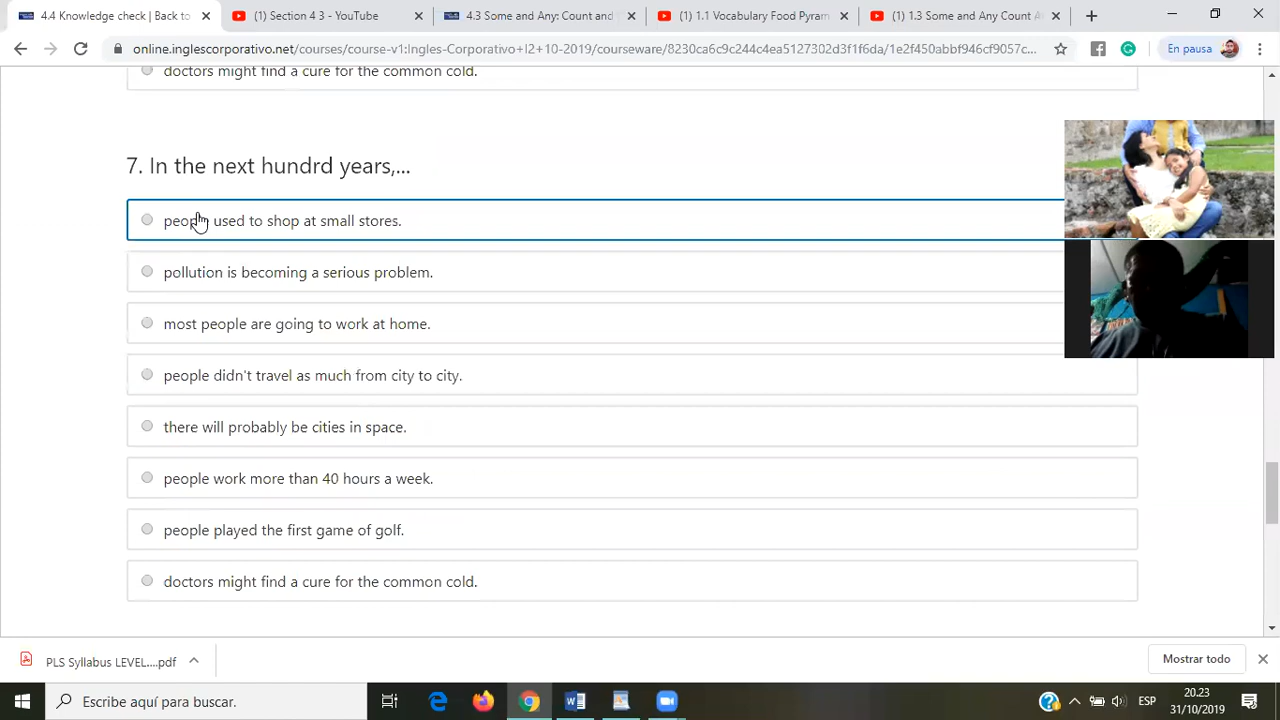 4.4 Knowledge check | Back to
(1) Section 4 3 - YouTube
4.3 Some and Any: Count and
(1) 1.1 Vocabulary Food Pyram
(1) 1.3 Some and Any Count A
online.inglescorporativo.net/courses/course-v1:Ingles-Corporativo+I2+10-2019/courseware/8230ca6c9c244c4ea5127302d3f1f6da/1e2f450abbf946cf9057c...
En pausa
doctors might find a cure for the common cold.
7. In the next hundrd years,...
people used to shop at small stores.
pollution is becoming a serious problem.
most people are going to work at home.
people didn't travel as much from city to city.
there will probably be cities in space.
people work more than 40 hours a week.
people played the first game of golf.
doctors might find a cure for the common cold.
PLS Syllabus LEVEL....pdf
Mostrar todo
Escribe aquí para buscar.
ESP
20.23
31/10/2019